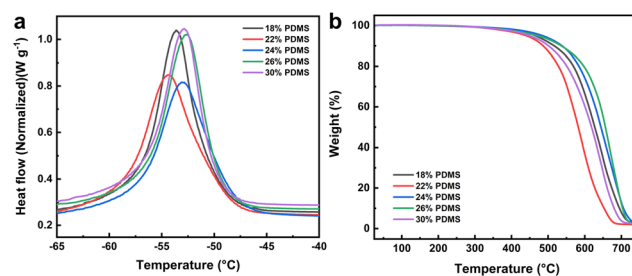 a
Heat flow (Normalized)(W g⁻¹)
1.0
0.8
0.6
0.4
0.2
18% PDMS
22% PDMS
24% PDMS
26% PDMS
30% PDMS
-65
-60
-55
-50
-45
-40
Temperature (°C)
b
Weight (%)
100
80
60
40
20
0
18% PDMS
22% PDMS
24% PDMS
26% PDMS
30% PDMS
100
200
300
400
500
600
700
Temperature (°C)